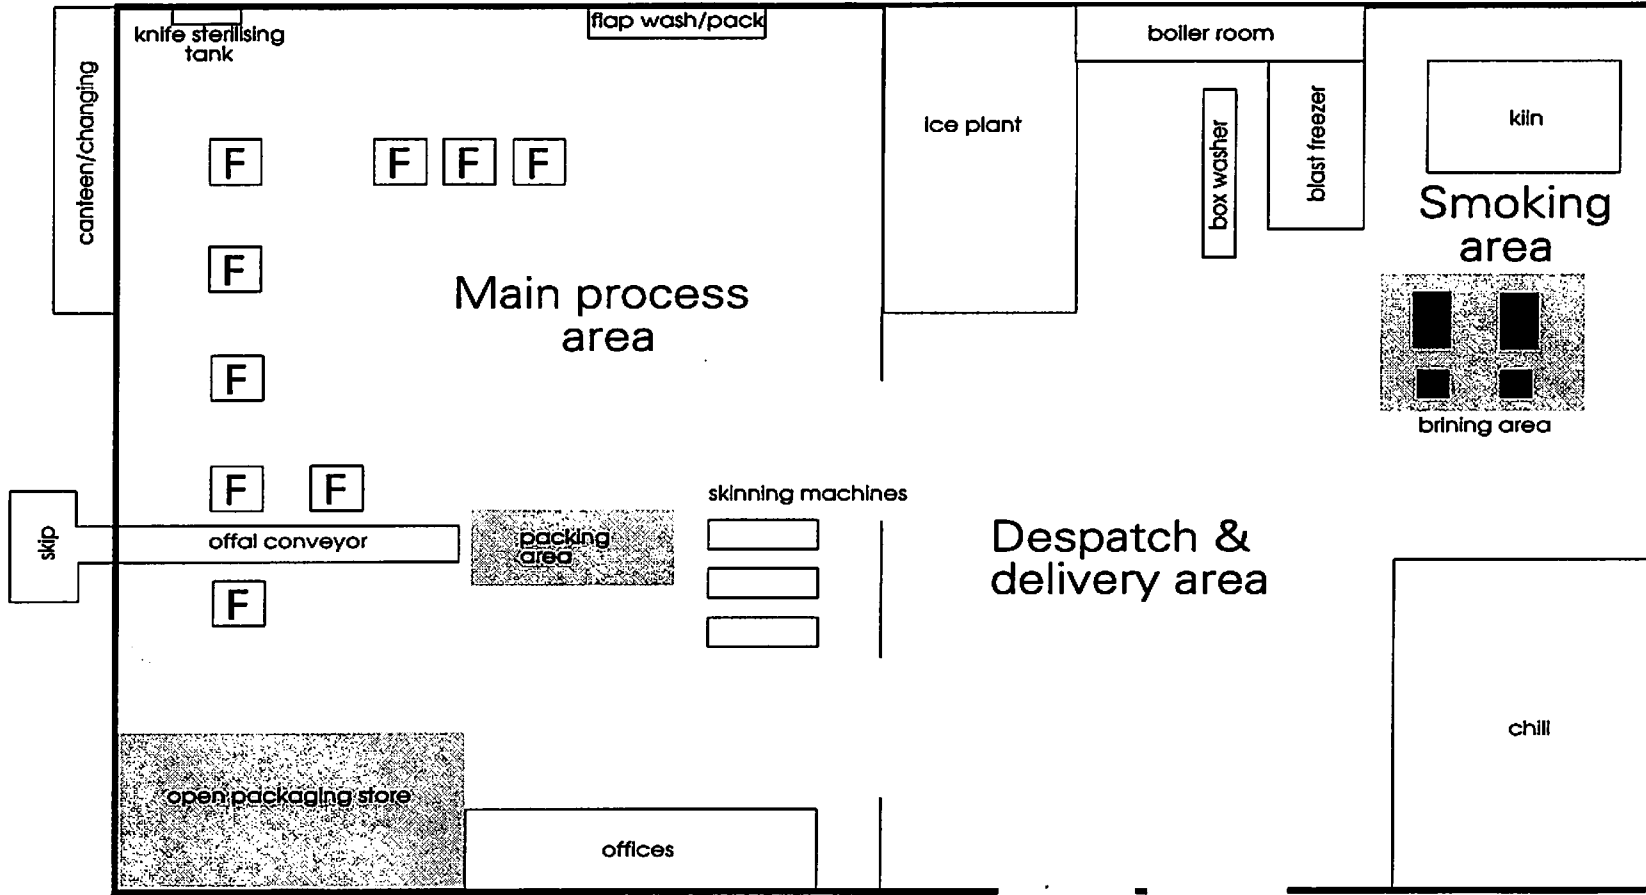 knife sterilising
tank
flap wash/pack
boiler room
canteen/changing
ice plant
box washer
blast freezer
kiln
F
F
F
F
Smoking
area
F
Main process
area
F
brining area
F
F
skinning machines
skip
offal conveyor
packing
area
Despatch &
delivery area
F
chill
open packaging store
offices